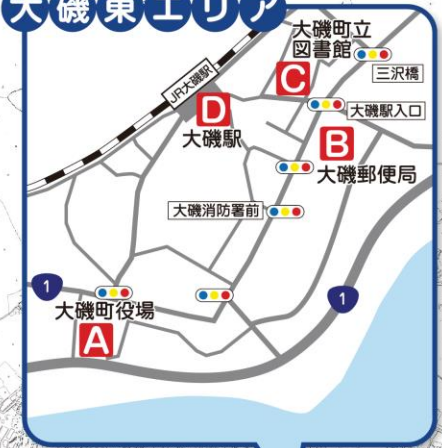 大磯東エリア
大磯町立
図書館
三沢橋
JR大磯駅
C
大磯駅入口
D
大磯駅
B
大磯郵便局
大磯消防署前
1
1
大磯町役場
A